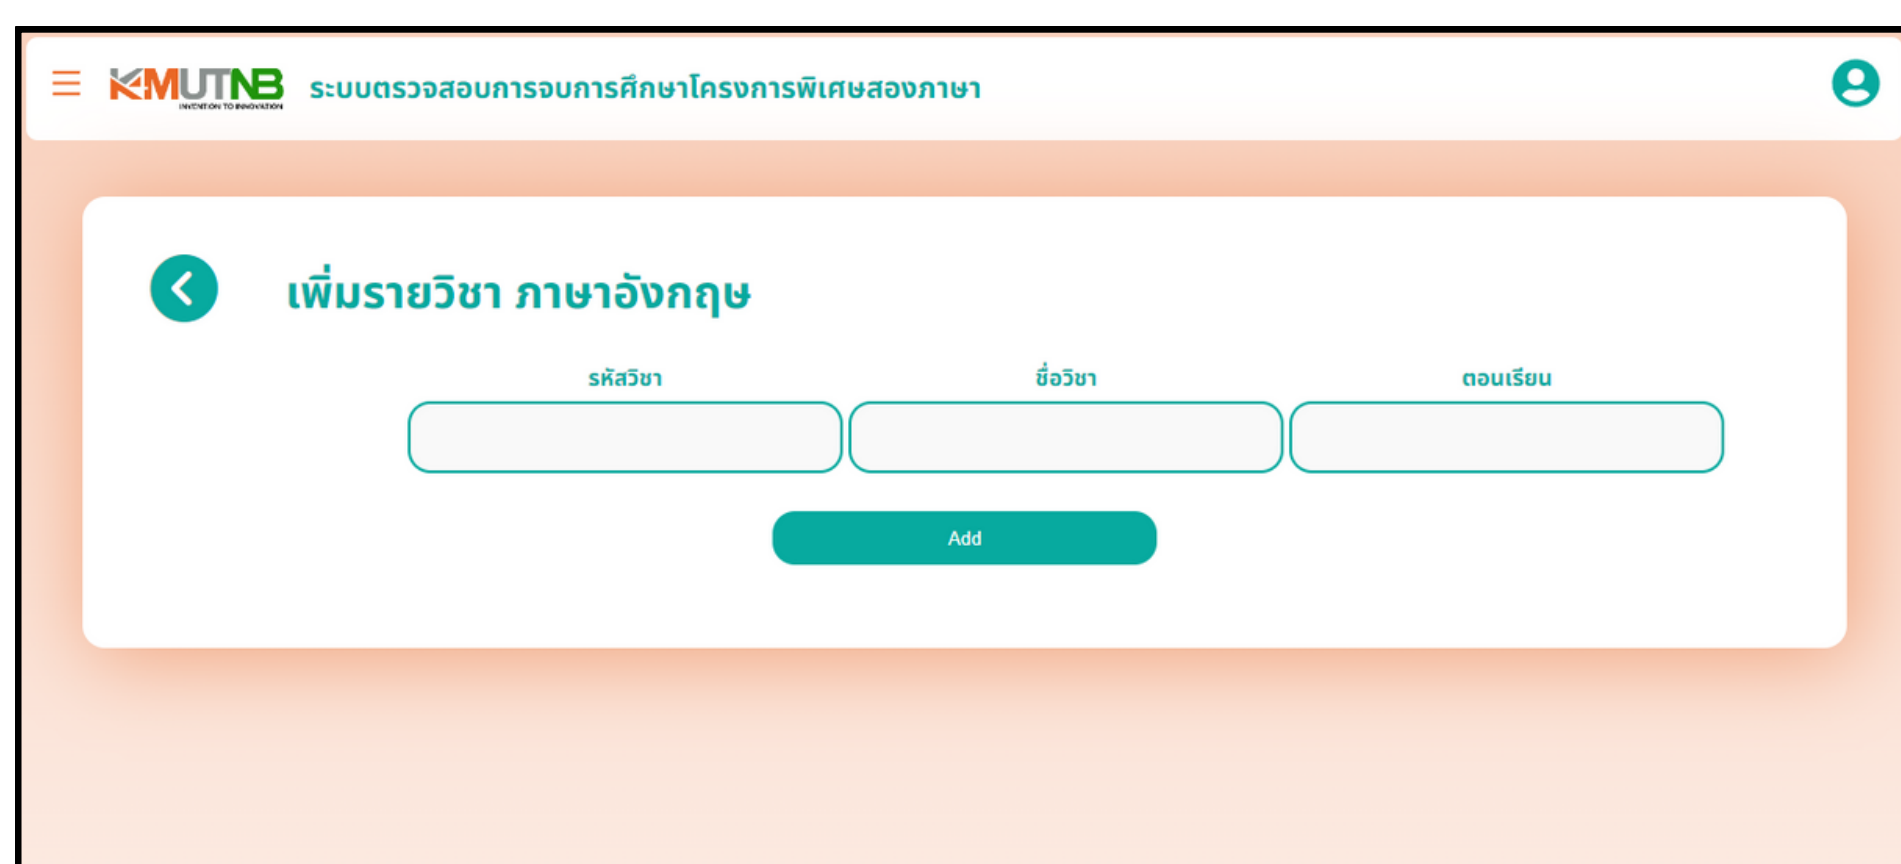 KMUTNB
INVENTION TO INNOVATION
ระบบตรวจสอบการจบการศึกษาโครงการพิเศษสองภาษา
เพิ่มรายวิชา ภาษาอังกฤษ
รหัสวิชา ชื่อวิชา ตอนเรียน
Add